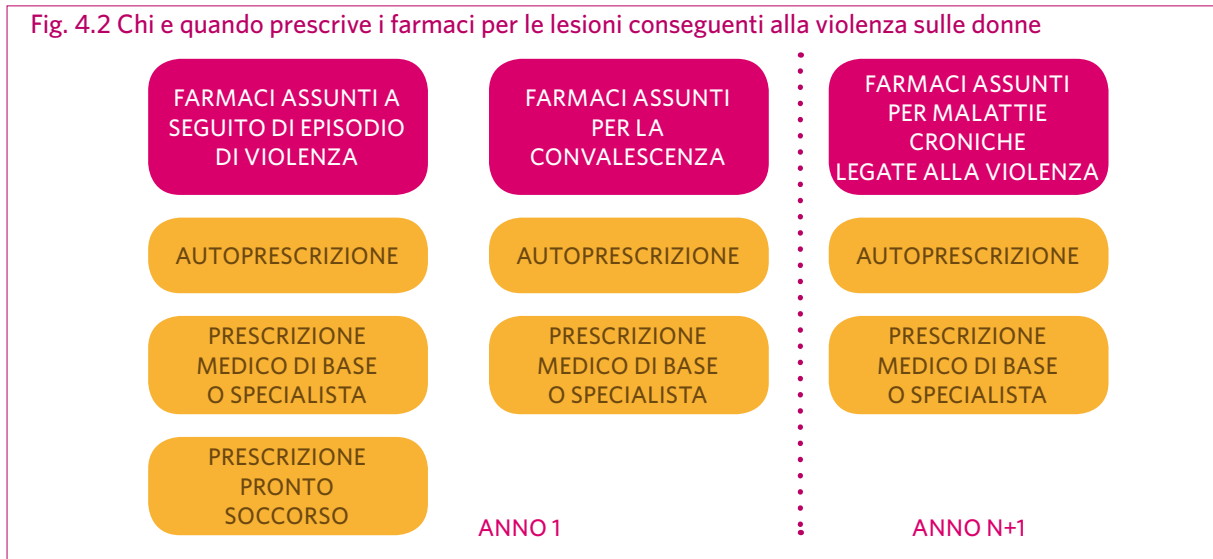 Fig. 4.2 Chi e quando prescrive i farmaci per le lesioni conseguenti alla violenza sulle donne
FARMACI ASSUNTI A
SEGUITO DI EPISODIO
DI VIOLENZA
AUTOPRESCRIZIONE
PRESCRIZIONE
MEDICO DI BASE
O SPECIALISTA
PRESCRIZIONE
PRONTO
SOCCORSO
FARMACI ASSUNTI
PER LA
CONVALESCENZA
AUTOPRESCRIZIONE
PRESCRIZIONE
MEDICO DI BASE
O SPECIALISTA
ANNO 1
FARMACI ASSUNTI
PER MALATTIE
CRONICHE
LEGATE ALLA VIOLENZA
AUTOPRESCRIZIONE
PRESCRIZIONE
MEDICO DI BASE
O SPECIALISTA
ANNO N+1